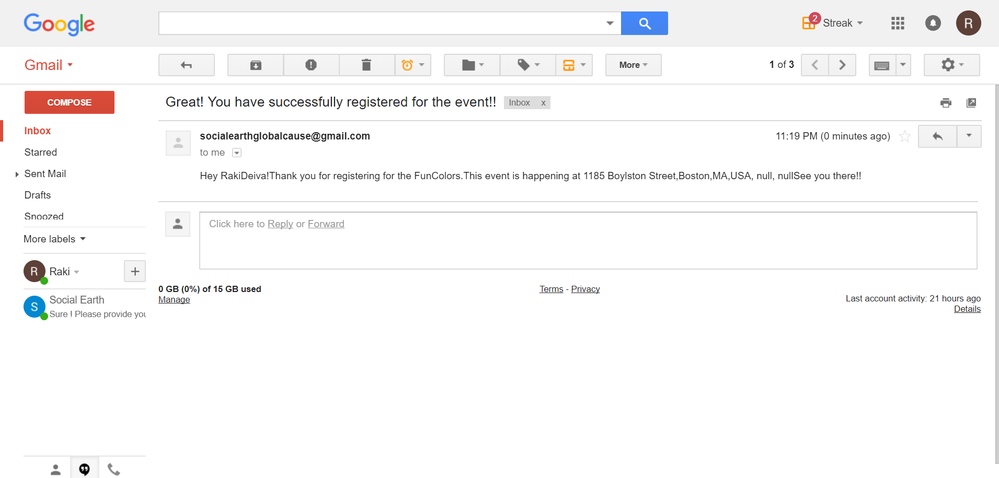 Google
2
Streak
R
Gmail
More
1 of 3
COMPOSE
Great! You have successfully registered for the event!!
Inbox x
Inbox
socialearthglobalcause@gmail.com
11:19 PM (0 minutes ago)
to me
Starred
Sent Mail
Hey RakiDeiva!Thank you for registering for the FunColors.This event is happening at 1185 Boylston Street,Boston,MA,USA, null, nullSee you there!!
Drafts
Snoozed
Click here to Reply or Forward
More labels
R
Raki
+
0 GB (0%) of 15 GB used
Manage
Terms - Privacy
Last account activity: 21 hours ago
Details
S
Social Earth
Sure ! Please provide you